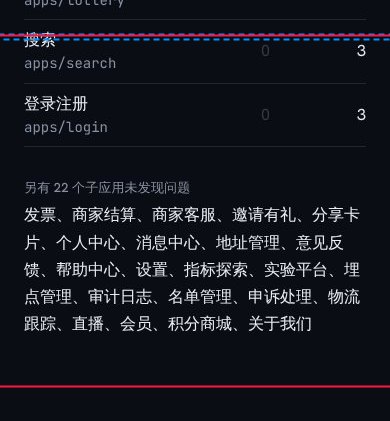 apps/lottery
搜索
0
3
apps/search
登录注册
0
3
apps/login
另有 22 个子应用未发现问题
发票、商家结算、商家客服、邀请有礼、分享卡
片、个人中心、消息中心、地址管理、意见反
馈、帮助中心、设置、指标探索、实验平台、埋
点管理、审计日志、名单管理、申诉处理、物流
跟踪、直播、会员、积分商城、关于我们